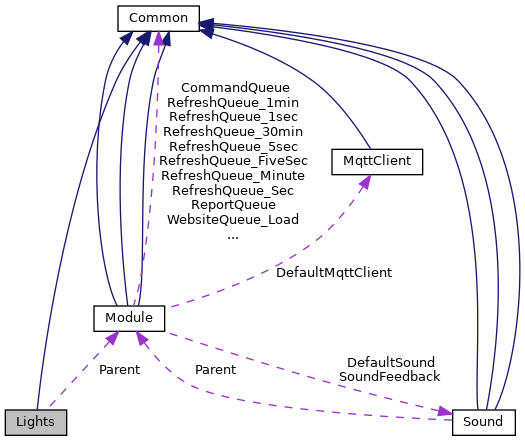 Common
CommandQueue
RefreshQueue_1min
RefreshQueue_1sec
RefreshQueue_30min
RefreshQueue_5sec
RefreshQueue_FiveSec
RefreshQueue_Minute
RefreshQueue_Sec
ReportQueue
WebsiteQueue_Load
...
MqttClient
DefaultMqttClient
Module
Parent
Parent
DefaultSound
SoundFeedback
Lights
Sound